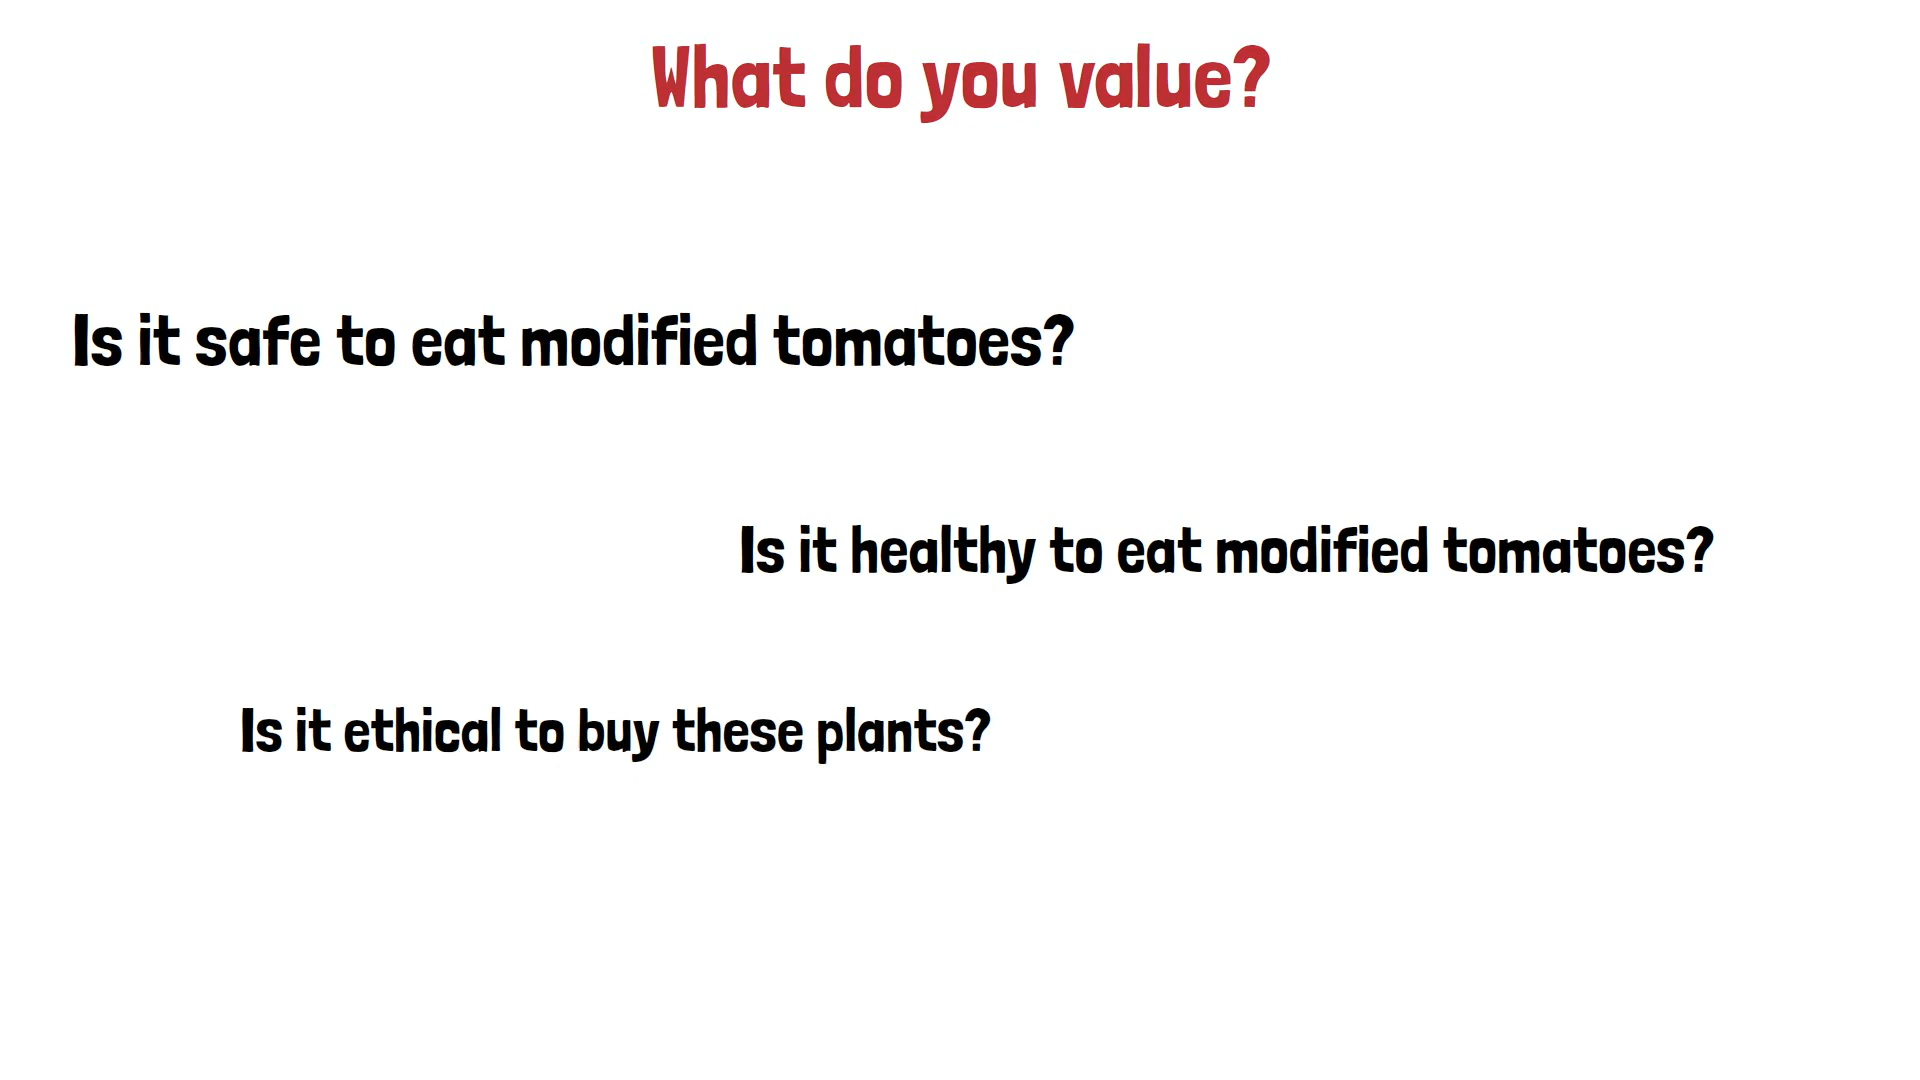 What do you value?
Is it safe to eat modified tomatoes?
Is it healthy to eat modified tomatoes?
Is it ethical to buy these plants?